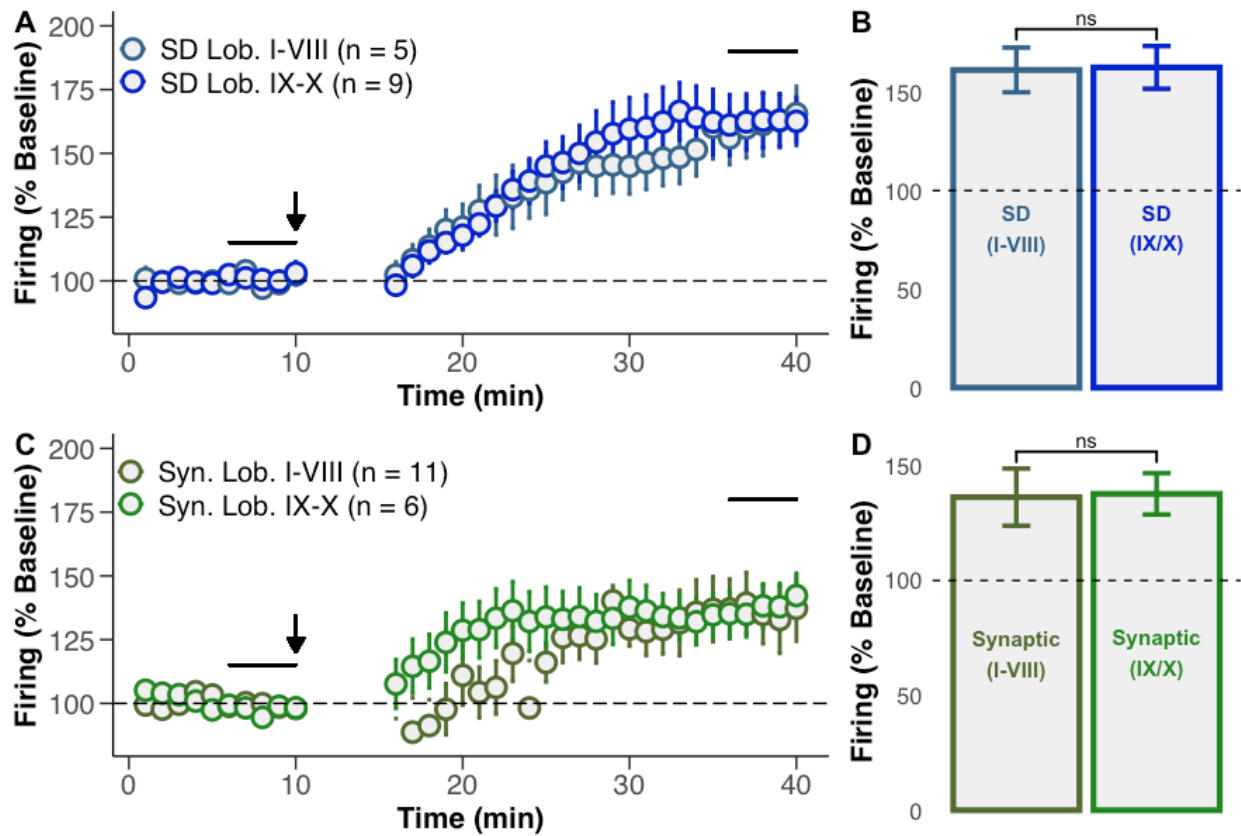 A
200
175
150
125
100
Firing (% Baseline)
SD Lob. I-VIII (n = 5)
SD Lob. IX-X (n = 9)
0
10
20
30
40
Time (min)
B
ns
150
100
50
0
Firing (% Baseline)
SD
(I-VIII)
SD
(IX/X)
C
200
175
150
125
100
Firing (% Baseline)
Syn. Lob. I-VIII (n = 11)
Syn. Lob. IX-X (n = 6)
0
10
20
30
40
Time (min)
D
ns
150
100
50
0
Firing (% Baseline)
Synaptic
(I-VIII)
Synaptic
(IX/X)